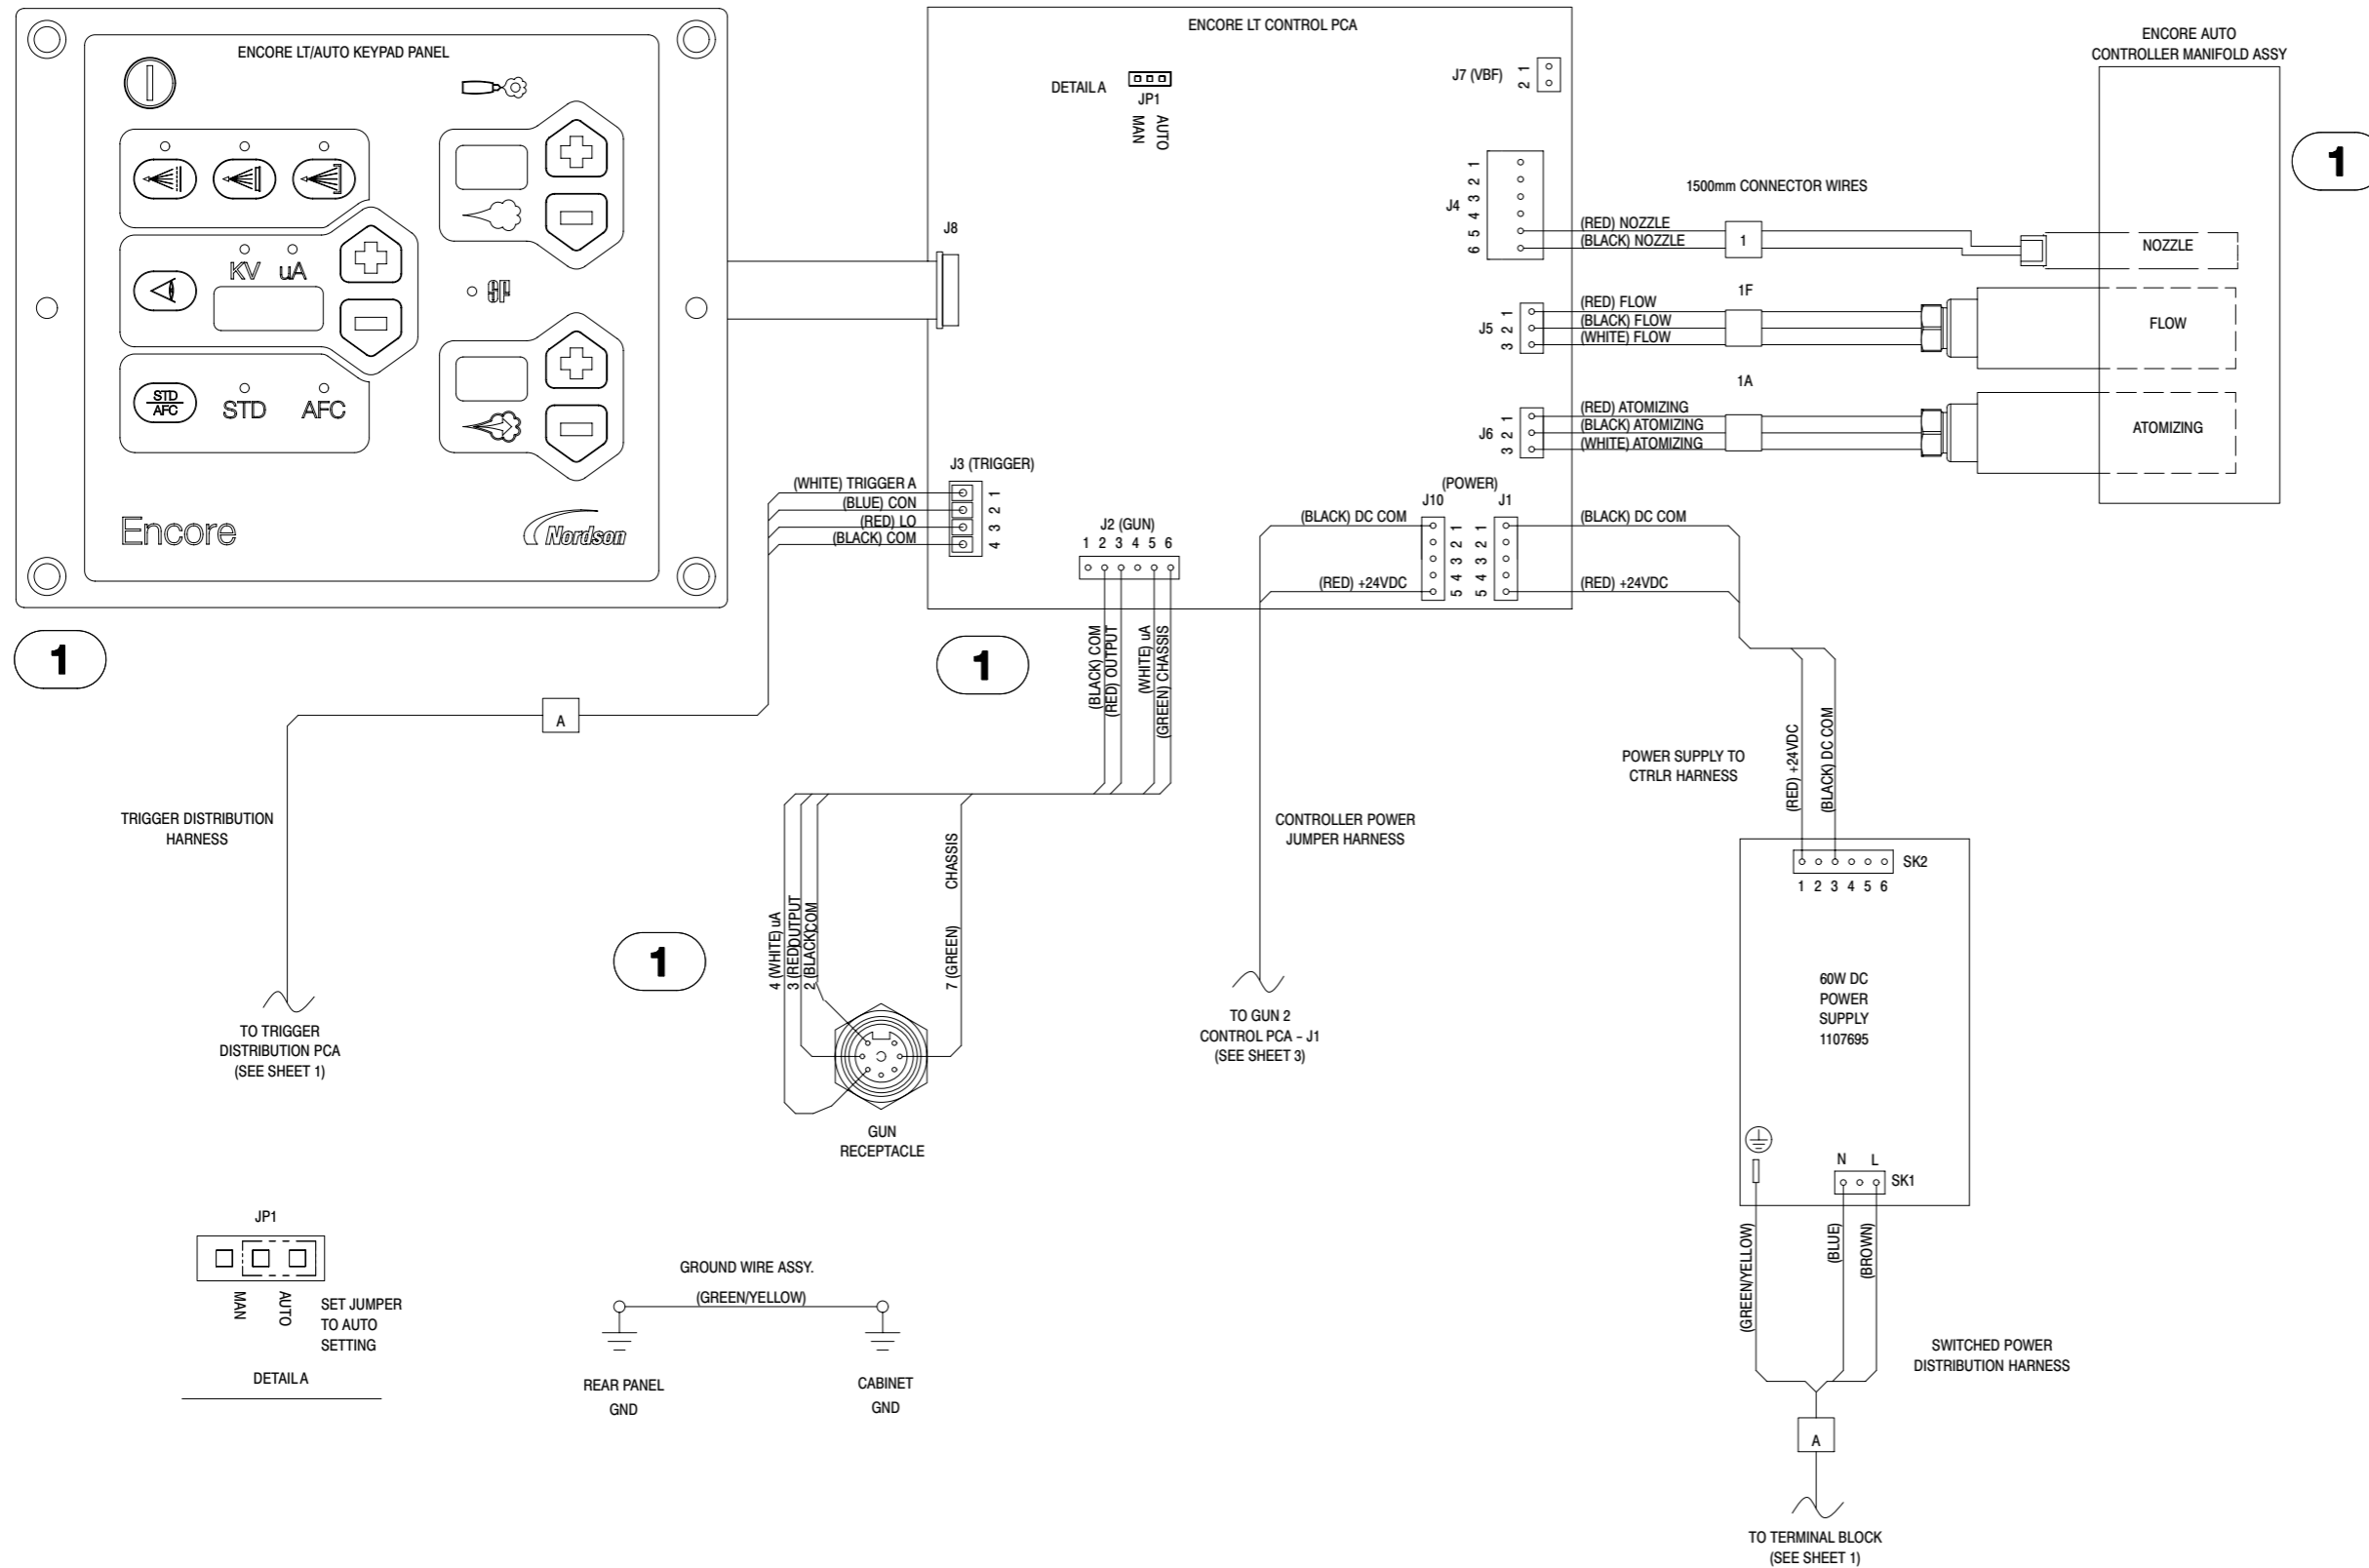 ENCORE LT/AUTO KEYPAD PANEL
KV uA
SF
STD
AFC
STD AFC
Encore
Nordson
1
ENCORE LT CONTROL PCA
DETAIL A
JP1
MAN
AUTO
J7 (VBF)
1
2
J8
J4
1
2
3
4
5
6
J5
1
2
3
J6
1
2
3
1500mm CONNECTOR WIRES
(RED) NOZZLE
(BLACK) NOZZLE
1
1F
(RED) FLOW
(BLACK) FLOW
(WHITE) FLOW
1A
(RED) ATOMIZING
(BLACK) ATOMIZING
(WHITE) ATOMIZING
ENCORE AUTO
CONTROLLER MANIFOLD ASSY
NOZZLE
FLOW
ATOMIZING
1
J3 (TRIGGER)
(WHITE) TRIGGER A
(BLUE) CON
(RED) LO
(BLACK) COM
1
2
3
4
J2 (GUN)
1 2 3 4 5 6
(POWER)
J10
J1
(BLACK) DC COM
(RED) +24VDC
1
2
3
4
5
1
2
3
4
5
(BLACK) DC COM
(RED) +24VDC
1
(BLACK) COM
(RED) OUTPUT
(WHITE) uA
(GREEN) CHASSIS
A
TRIGGER DISTRIBUTION
HARNESS
TO TRIGGER
DISTRIBUTION PCA
(SEE SHEET 1)
1
4 (WHITE) uA
3 (RED)OUTPUT
2 (BLACK)COM
7 (GREEN) CHASSIS
GUN
RECEPTACLE
CONTROLLER POWER
JUMPER HARNESS
TO GUN 2
CONTROL PCA - J1
(SEE SHEET 3)
POWER SUPPLY TO
CTRLR HARNESS
(RED) +24VDC
(BLACK) DC COM
SK2
1 2 3 4 5 6
60W DC
POWER
SUPPLY
1107695
N L
SK1
(GREEN/YELLOW)
(BLUE)
(BROWN)
SWITCHED POWER
DISTRIBUTION HARNESS
A
TO TERMINAL BLOCK
(SEE SHEET 1)
JP1
MAN
AUTO
SET JUMPER
TO AUTO
SETTING
DETAIL A
GROUND WIRE ASSY.
(GREEN/YELLOW)
REAR PANEL
GND
CABINET
GND